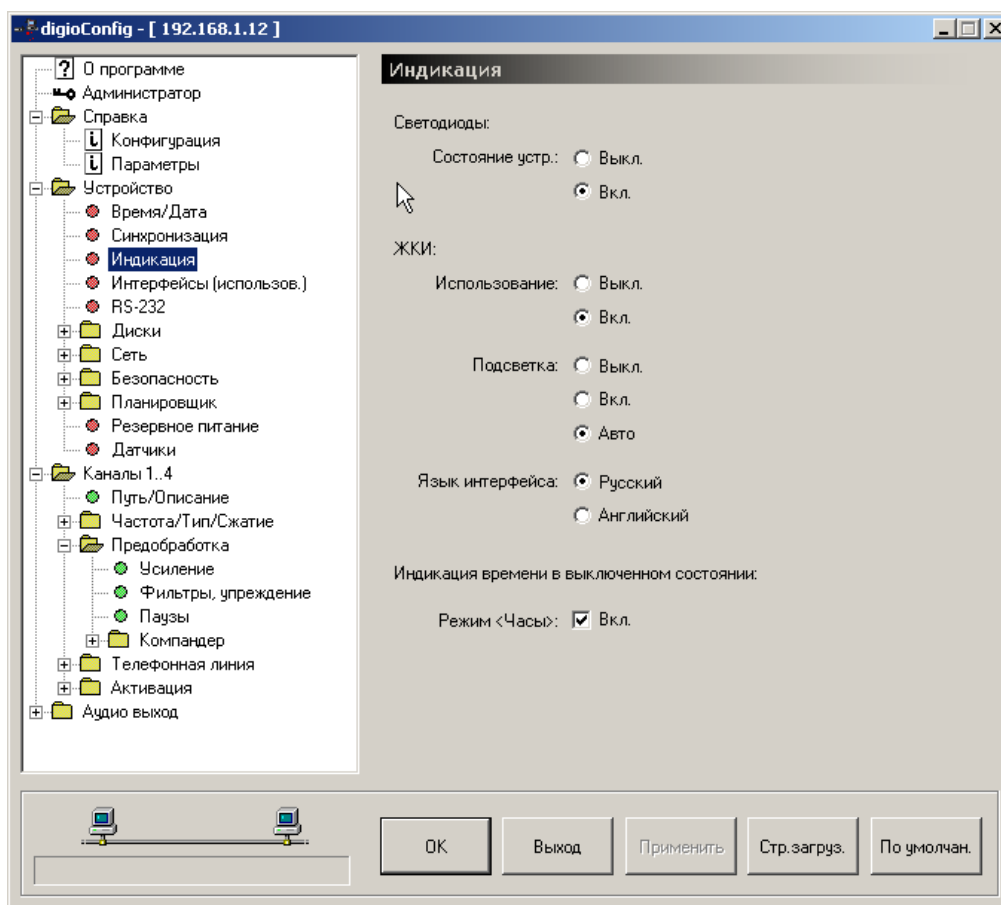 digioConfig - [ 192.168.1.12 ]
? О программе
Администратор
Справка
i Конфигурация
i Параметры
Устройство
Время/Дата
Синхронизация
Индикация
Интерфейсы (использов.)
RS-232
Диски
Сеть
Безопасность
Планировщик
Резервное питание
Датчики
Каналы 1..4
Путь/Описание
Частота/Тип/Сжатие
Предобработка
Усиление
Фильтры, упреждение
Паузы
Компандер
Телефонная линия
Активация
Аудио выход
Индикация
Светодиоды:
Состояние устр.: Выкл.
Вкл.
ЖКИ:
Использование: Выкл.
Вкл.
Подсветка: Выкл.
Вкл.
Авто
Язык интерфейса: Русский
Английский
Индикация времени в выключенном состоянии:
Режим <Часы>: Вкл.
OK Выход Применить Стр.загруз. По умолчан.